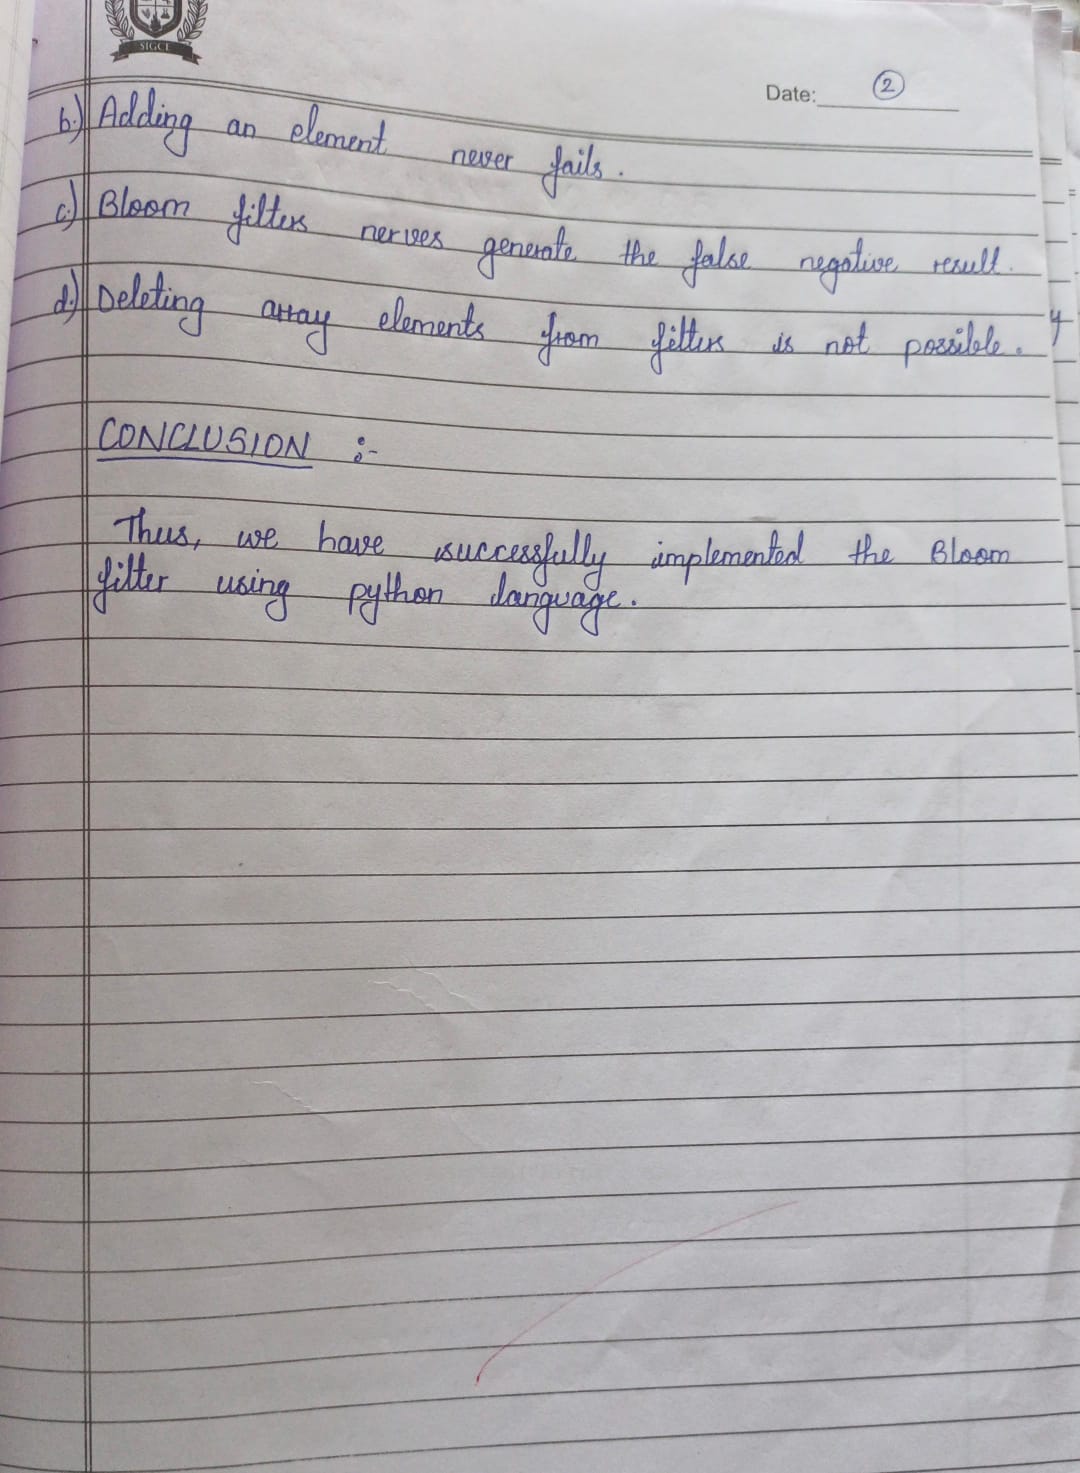 SIGCE
Date: 2
b.) Adding an element never fails.
c.) Bloom filters nerves generate the false negative result.
d.) Deleting array elements from filters is not possible.
y
CONCLUSION :-
Thus, we have successfully implemented the Bloom
filter using python language.